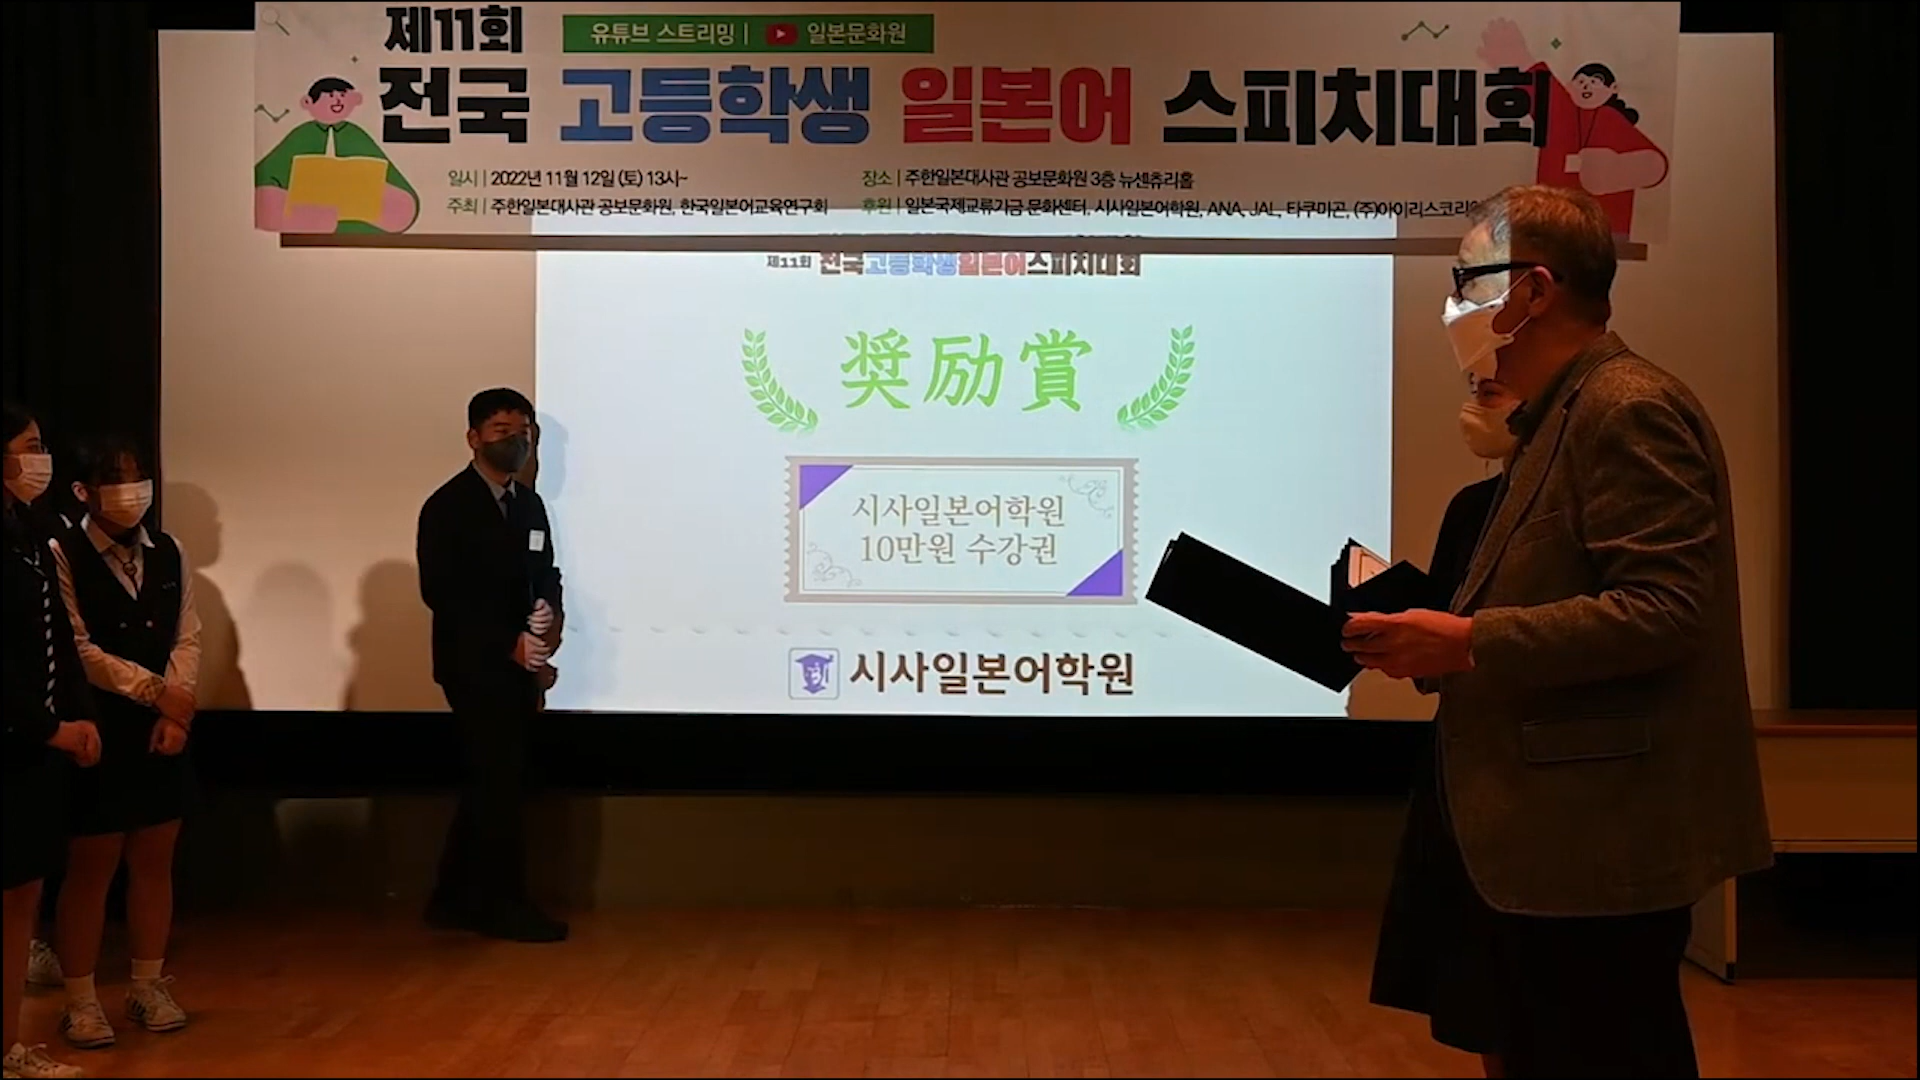 제11회
유튜브 스트리밍 | 일본문화원
전국 고등학생 일본어 스피치대회
일시 | 2022년 11월 12일 (토) 13시~
장소 | 주한일본대사관 공보문화원 3층 뉴센츄리홀
주최 | 주한일본대사관 공보문화원, 한국일본어교육연구회
후원 | 일본국제교류기금 문화센터, 시사일본어학원, ANA, JAL, 타쿠미곤, (주)아이리스코리아
제11회 전국고등학생일본어스피치대회
奨励賞
시사일본어학원
10만원 수강권
시사일본어학원